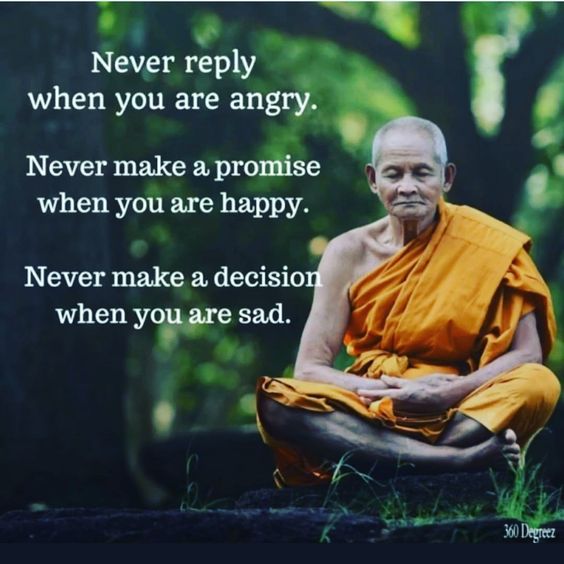 Never reply
when you are angry.
Never make a promise
when you are happy.
Never make a decision
when you are sad.
360 Degreez